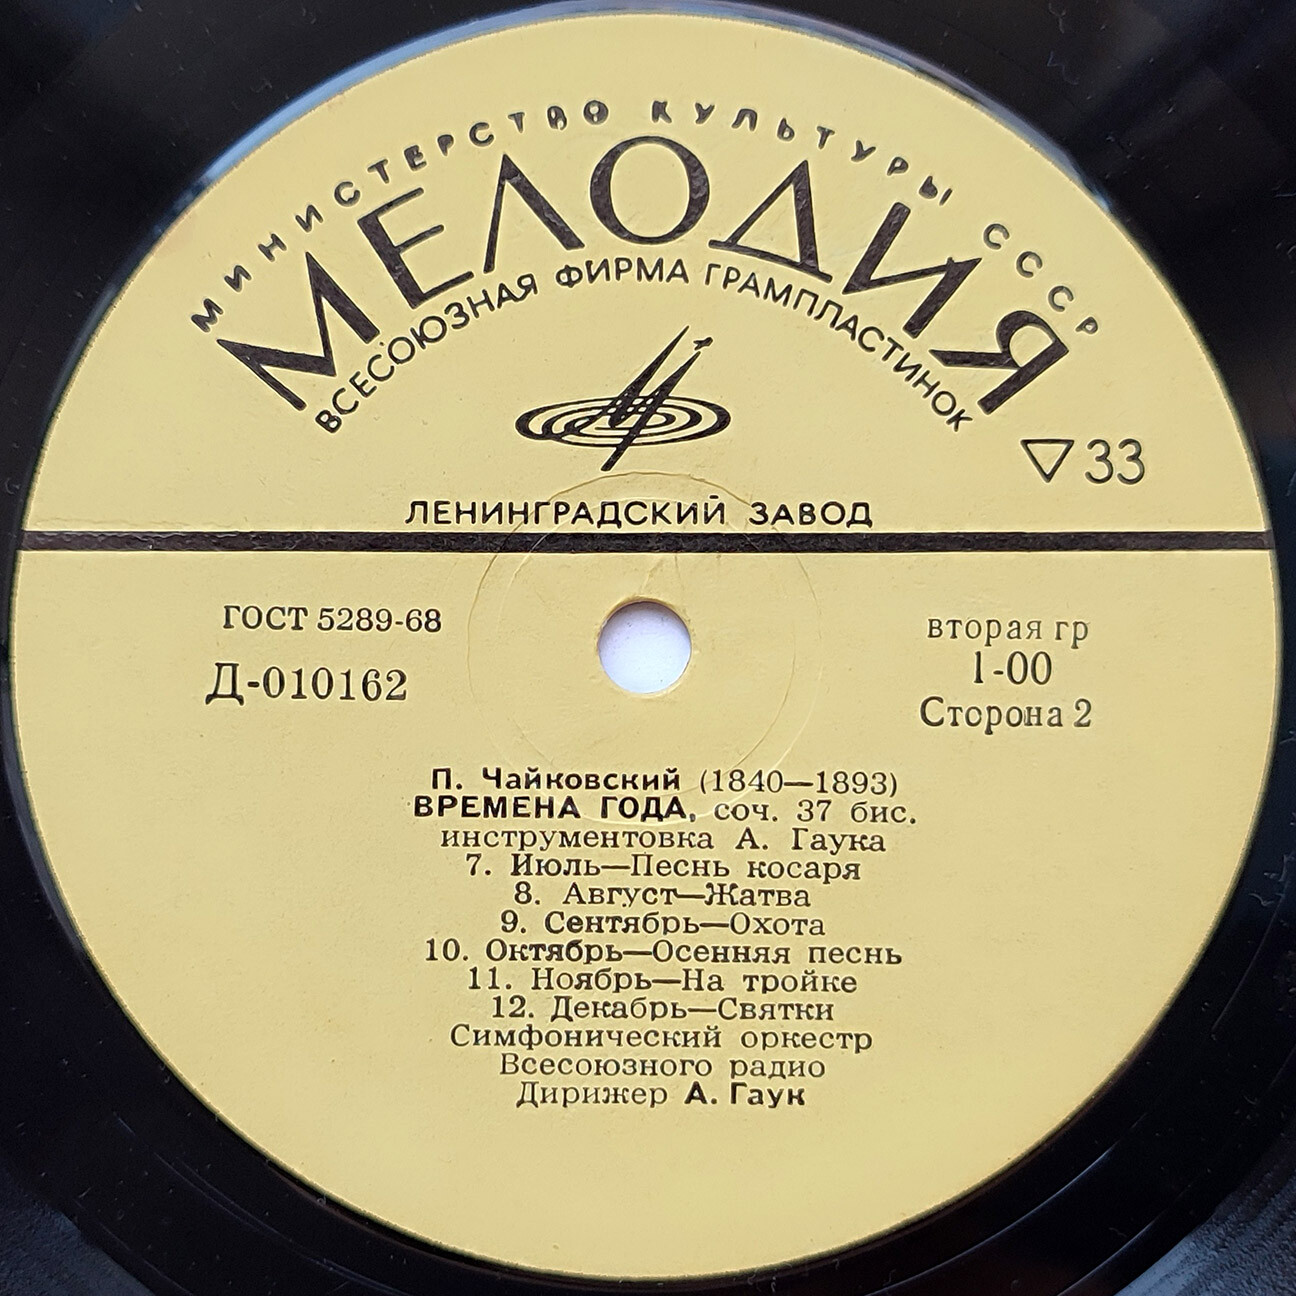 МИНИСТЕРСТВО КУЛЬТУРЫ СССР
МЕЛОДИЯ
ВСЕСОЮЗНАЯ ФИРМА ГРАМПЛАСТИНОК
▽33
ЛЕНИНГРАДСКИЙ ЗАВОД
ГОСТ 5289-68
Д-010162
вторая гр
1-00
Сторона 2
П. Чайковский (1840—1893)
ВРЕМЕНА ГОДА, соч. 37 бис.
инструментовка А. Гаука
7. Июль—Песнь косаря
8. Август—Жатва
9. Сентябрь—Охота
10. Октябрь—Осенняя песнь
11. Ноябрь—На тройке
12. Декабрь—Святки
Симфонический оркестр
Всесоюзного радио
Дирижер А. Гаук